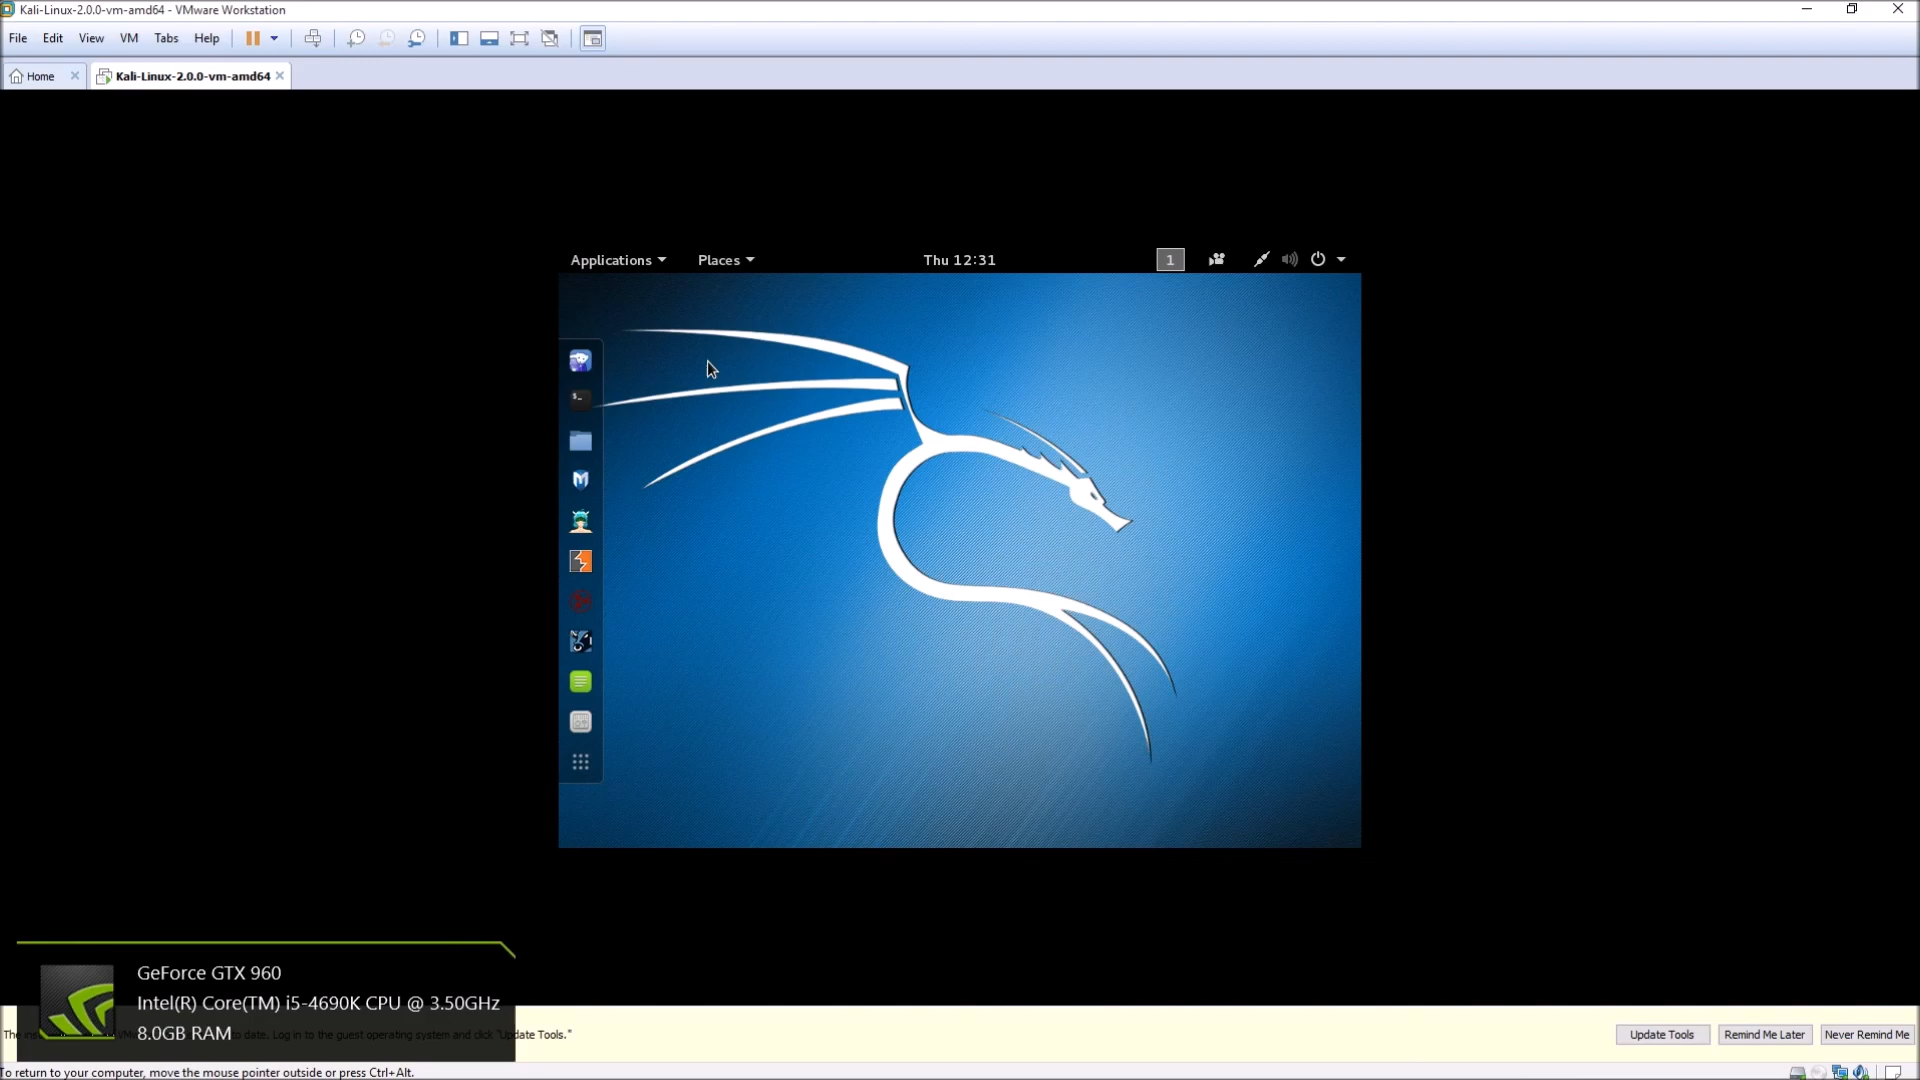 Kali-Linux-2.0.0-vm-amd64 - VMware Workstation
File Edit View VM Tabs Help
Home Kali-Linux-2.0.0-vm-amd64
Applications Places Thu 12:31 1
GeForce GTX 960
Intel(R) Core(TM) i5-4690K CPU @ 3.50GHz
8.0GB RAM
The date. Log in to the guest operating system and click "Update Tools."
Update Tools Remind Me Later Never Remind Me
To return to your computer, move the mouse pointer outside or press Ctrl+Alt.